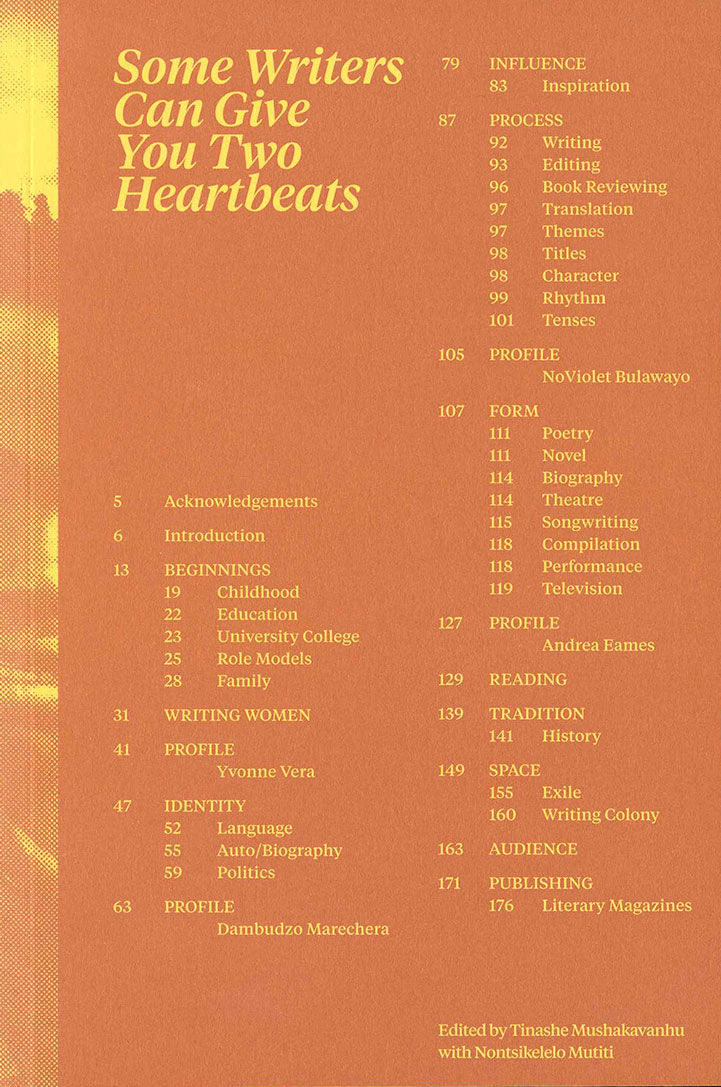 Some Writers
Can Give
You Two
Heartbeats
5 Acknowledgements
6 Introduction
13 BEGINNINGS
19 Childhood
22 Education
23 University College
25 Role Models
28 Family
31 WRITING WOMEN
41 PROFILE
Yvonne Vera
47 IDENTITY
52 Language
55 Auto/Biography
59 Politics
63 PROFILE
Dambudzo Marechera
79 INFLUENCE
83 Inspiration
87 PROCESS
92 Writing
93 Editing
96 Book Reviewing
97 Translation
97 Themes
98 Titles
98 Character
99 Rhythm
101 Tenses
105 PROFILE
NoViolet Bulawayo
107 FORM
111 Poetry
111 Novel
114 Biography
114 Theatre
115 Songwriting
118 Compilation
118 Performance
119 Television
127 PROFILE
Andrea Eames
129 READING
139 TRADITION
141 History
149 SPACE
155 Exile
160 Writing Colony
163 AUDIENCE
171 PUBLISHING
176 Literary Magazines
Edited by Tinashe Mushakavanhu
with Nontsikelelo Mutiti